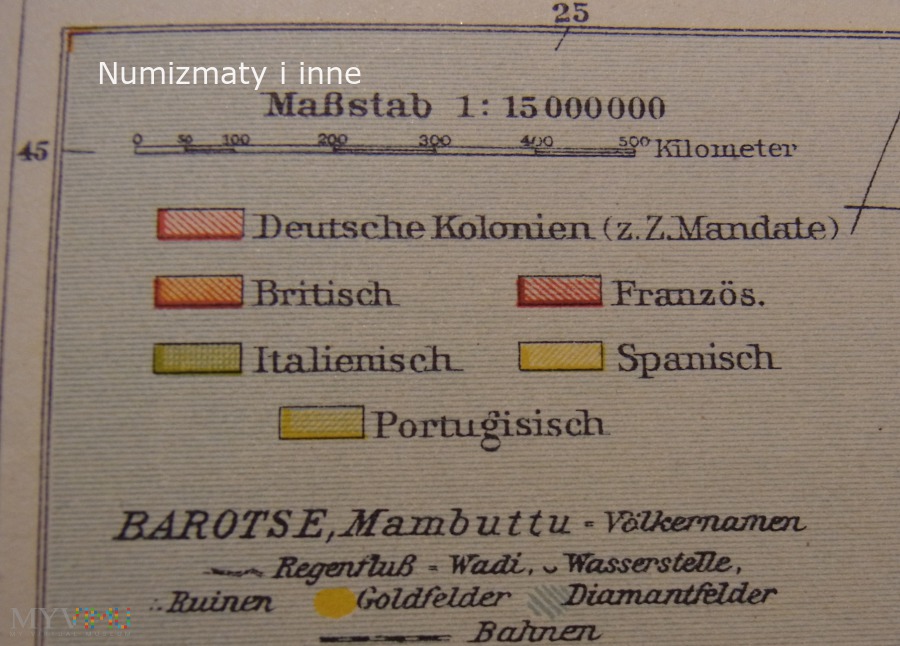 25
Numizmaty i inne
Maßstab 1: 15000000
0 50 100 200 300 400 500 Kilometer
45
Deutsche Kolonien (z.Z.Mandate)
Britisch Französ.
Italienisch Spanisch
Portugisisch
BAROTSE, Mambuttu = Völkernamen
Regenfluß = Wadi, Wasserstelle,
Ruinen Goldfelder Diamantfelder
Bahnen